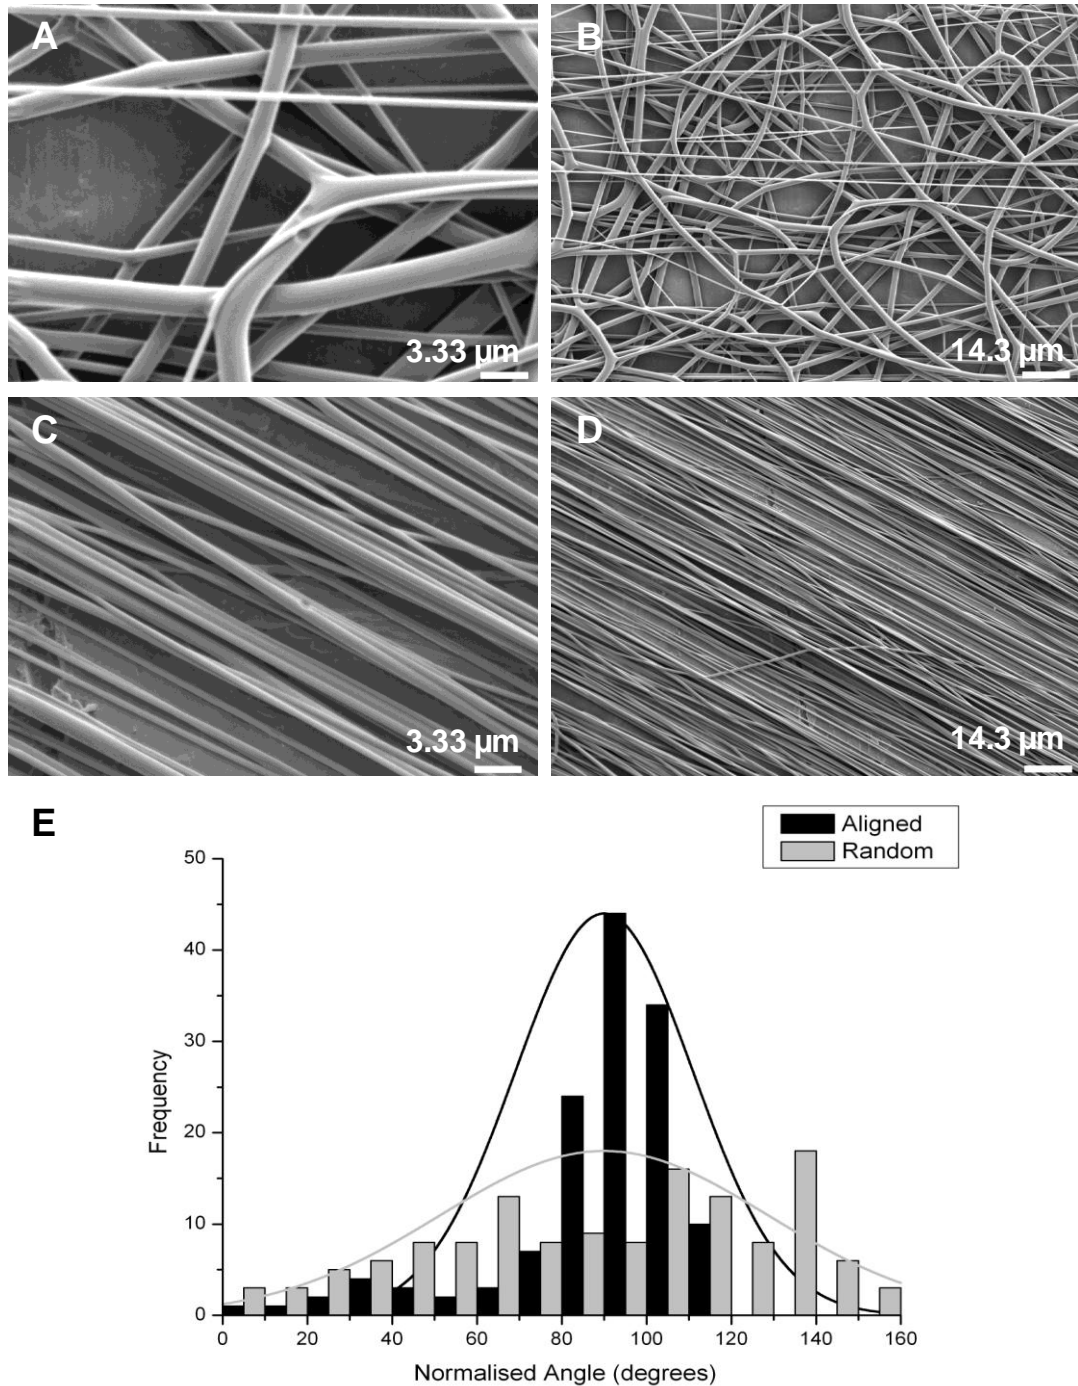 A
B
3.33 µm
14.3 µm
C
D
3.33 µm
14.3 µm
E
Aligned
Random
50
40
30
20
10
0
Frequency
0 20 40 60 80 100 120 140 160
Normalised Angle (degrees)